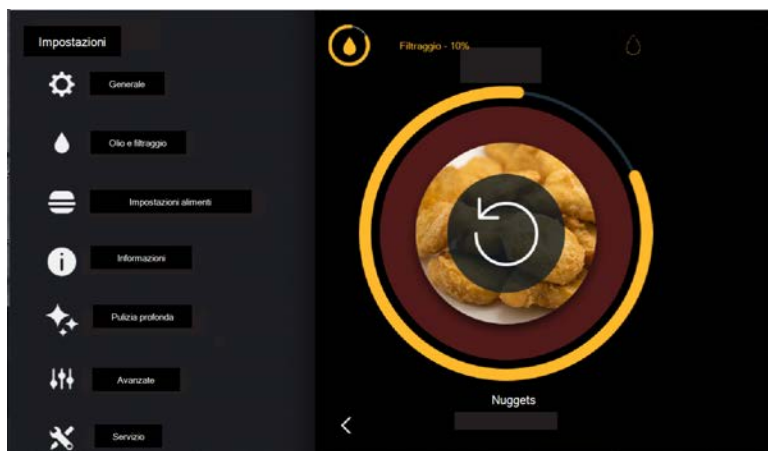 Impostazioni
Generale
Olio e filtraggio
Impostazioni alimenti
Informazioni
Pulizia profonda
Avanzate
Servizio
Filtraggio - 10%
Nuggets